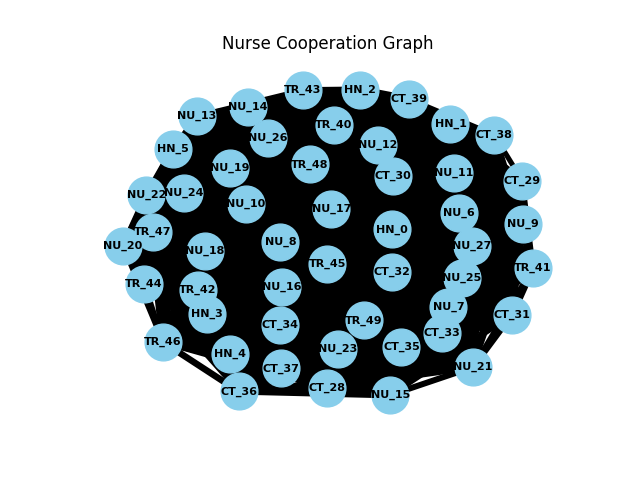 Nurse Cooperation Graph
TR_43
HN_2
CT_39
NU_14
NU_13
TR_40
HN_1
CT_38
NU_26
NU_12
HN_5
TR_48
NU_19
NU_11
CT_30
CT_29
NU_24
NU_22
NU_10
NU_17
NU_6
NU_9
HN_0
TR_47
NU_8
NU_20
NU_27
NU_18
TR_45
TR_41
CT_32
NU_25
TR_44
NU_16
TR_42
NU_7
HN_3
CT_31
TR_49
CT_34
CT_33
TR_46
CT_35
NU_23
HN_4
NU_21
CT_37
CT_28
CT_36
NU_15